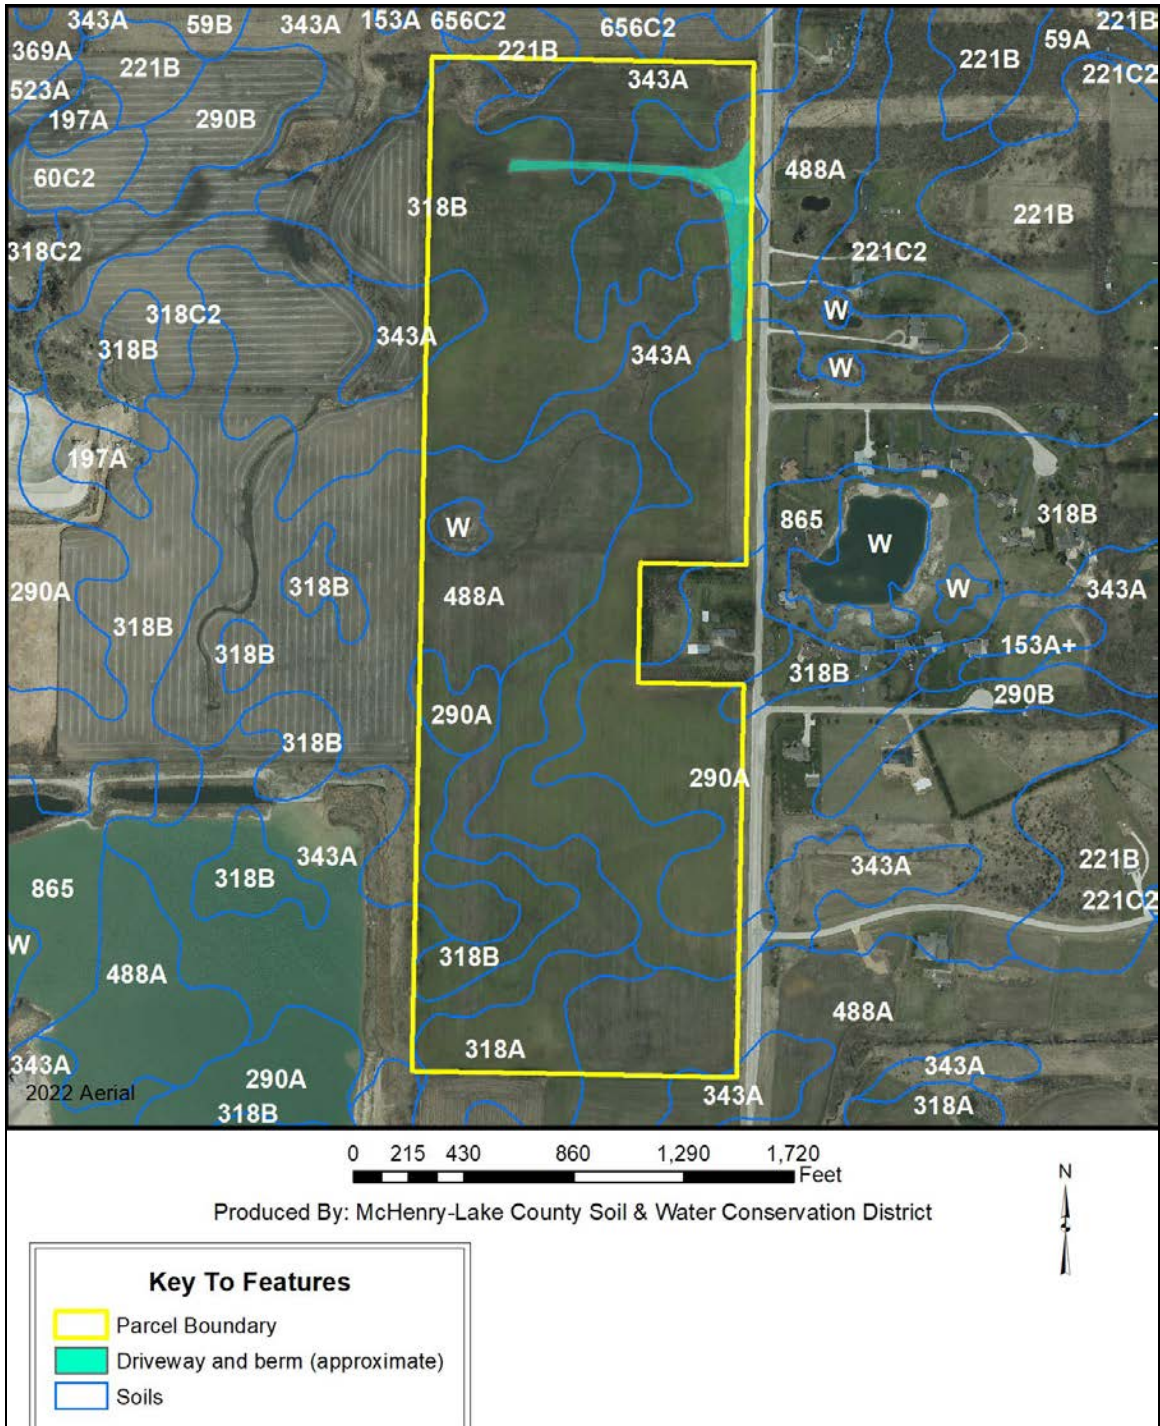 343A
59B
343A
153A
656C2
656C2
221B
369A
221B
221B
221B
59A
523A
343A
221C2
197A
290B
60C2
488A
318B
221B
318C2
221C2
318C2
W
343A
318B
343A
W
197A
W
865
318B
W
290A
318B
488A
W
343A
318B
318B
153A+
318B
290A
290B
318B
290A
343A
343A
221B
318B
865
221C2
W
318B
488A
488A
318A
343A
343A
290A
343A
318A
2022 Aerial
318B
0 215 430 860 1,290 1,720
Feet
N
Produced By: McHenry-Lake County Soil & Water Conservation District
Key To Features
Parcel Boundary
Driveway and berm (approximate)
Soils